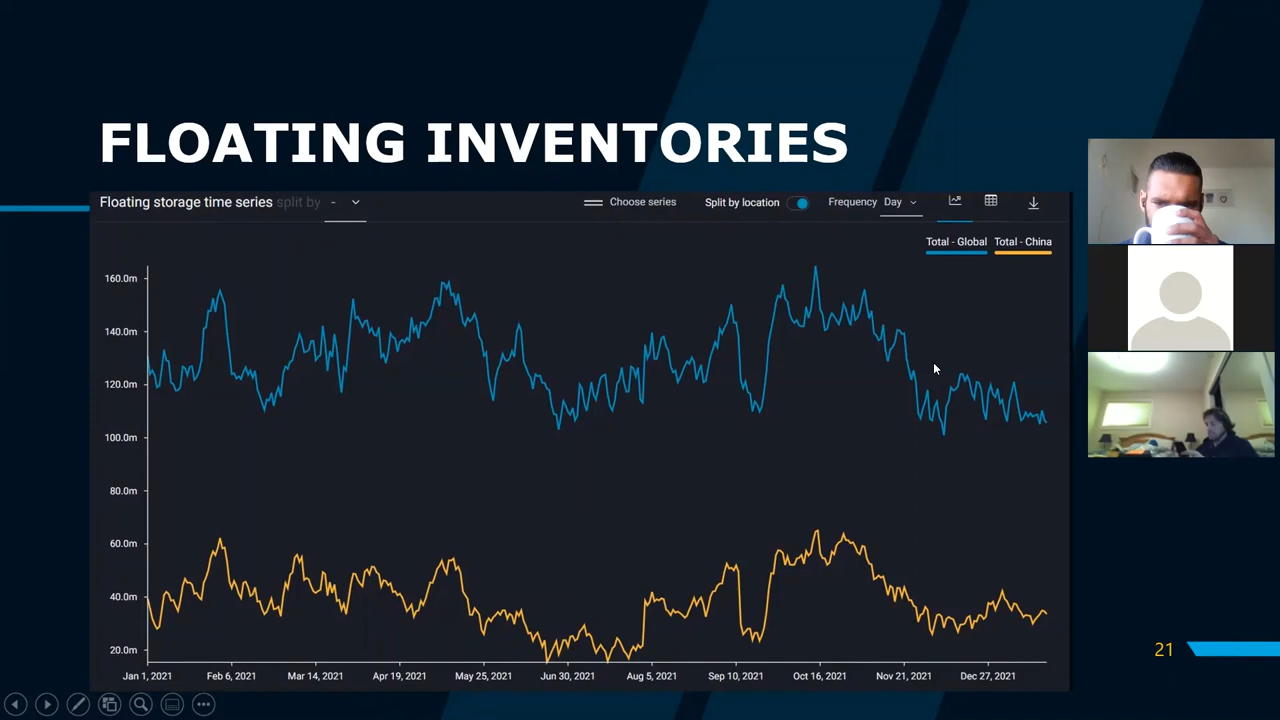 FLOATING INVENTORIES
Floating storage time series split by -
Choose series
Split by location
Frequency Day
Total - Global
Total - China
160.0m
140.0m
120.0m
100.0m
80.0m
60.0m
40.0m
20.0m
Jan 1, 2021
Feb 6, 2021
Mar 14, 2021
Apr 19, 2021
May 25, 2021
Jun 30, 2021
Aug 5, 2021
Sep 10, 2021
Oct 16, 2021
Nov 21, 2021
Dec 27, 2021
21